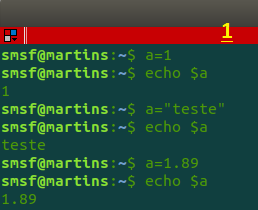 1
smsf@martins:~$ a=1
smsf@martins:~$ echo $a
1
smsf@martins:~$ a="teste"
smsf@martins:~$ echo $a
teste
smsf@martins:~$ a=1.89
smsf@martins:~$ echo $a
1.89